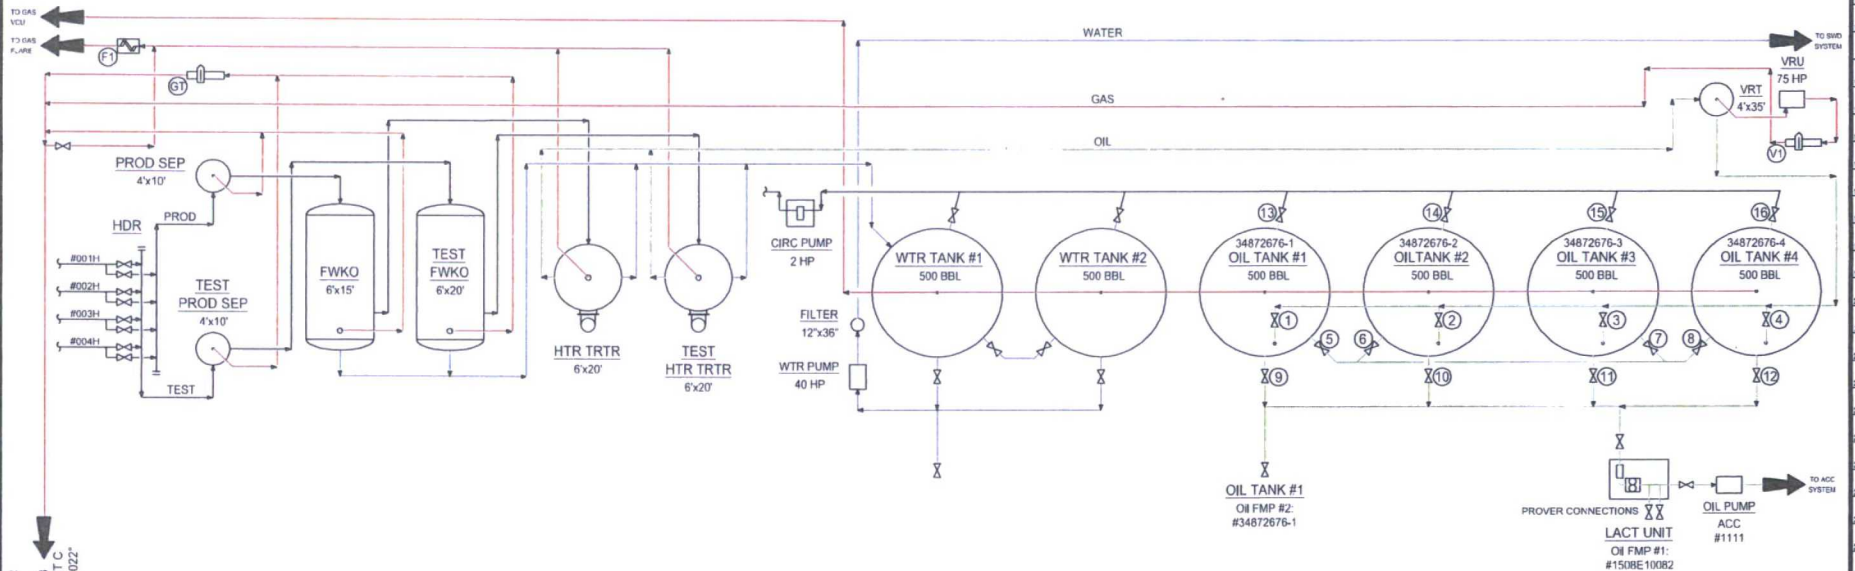 TO GAS
VCU
TO GAS
FLARE
F1
GT
WATER
TO SWD
SYSTEM
VRU
75 HP
VRT
4'x35'
GAS
V1
OIL
PROD SEP
4'x10'
HDR
PROD
#001H
#002H
#003H
#004H
TEST
PROD SEP
4'x10'
TEST
FWKO
6'x15'
TEST
FWKO
6'x20'
HTR TRTR
6'x20'
TEST
HTR TRTR
6'x20'
CIRC PUMP
2 HP
FILTER
12"x36"
WTR PUMP
40 HP
WTR TANK #1
500 BBL
WTR TANK #2
500 BBL
13
34872676-1
OIL TANK #1
500 BBL
1
14
34872676-2
OILTANK #2
500 BBL
2
15
34872676-3
OIL TANK #3
500 BBL
3
16
34872676-4
OIL TANK #4
500 BBL
4
5
6
7
8
9
10
11
12
OIL TANK #1
Oil FMP #2:
#34872676-1
PROVER CONNECTIONS
LACT UNIT
Oil FMP #1:
#1508E10082
OIL PUMP
ACC
#1111
TO ACC
SYSTEM
T C
022"